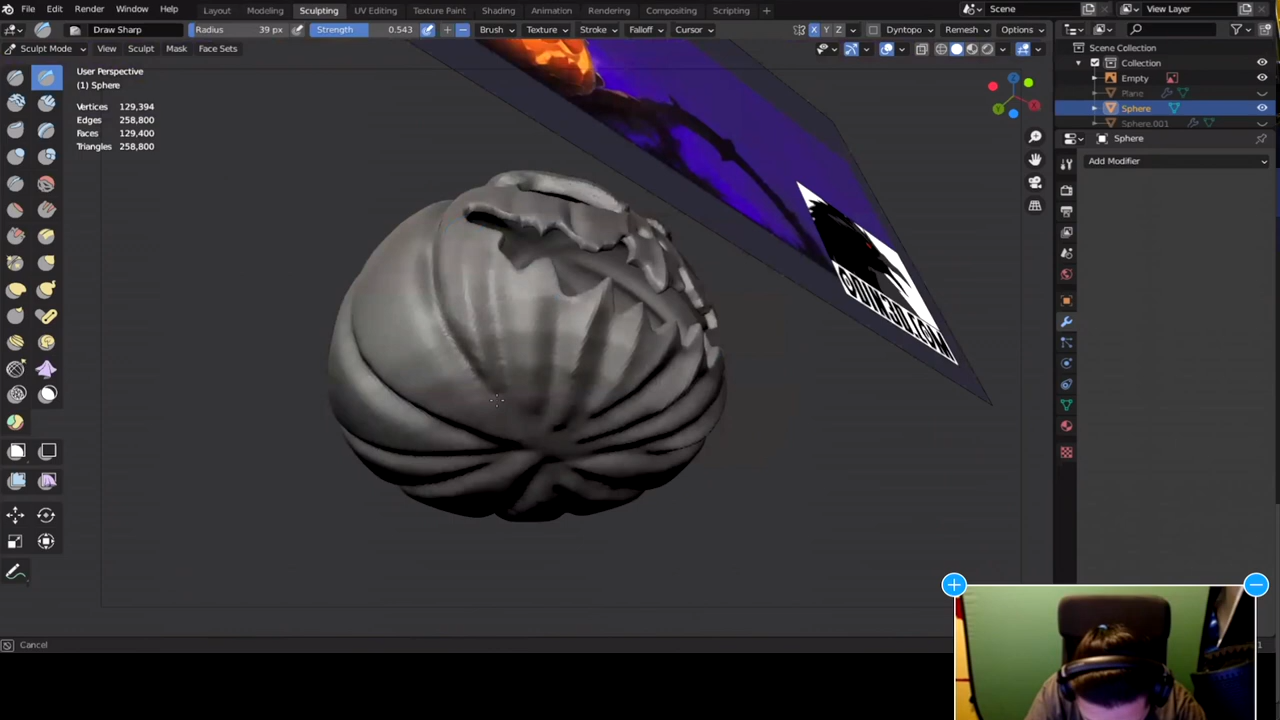 File Edit Render Window Help Layout Modeling Sculpting UV Editing Texture Paint Shading Animation Rendering Compositing Scripting Scene View Layer
Draw Sharp Radius 39 px Strength 0.543 Brush Texture Stroke Falloff Cursor X Y Z Dyntopo Remesh Options
Sculpt Mode View Sculpt Mask Face Sets
Scene Collection
Collection
Empty
Plane
Sphere
Sphere.001
User Perspective
(1) Sphere
Vertices 129,394
Edges 258,800
Faces 129,400
Triangles 258,800
Sphere
Add Modifier
Cancel